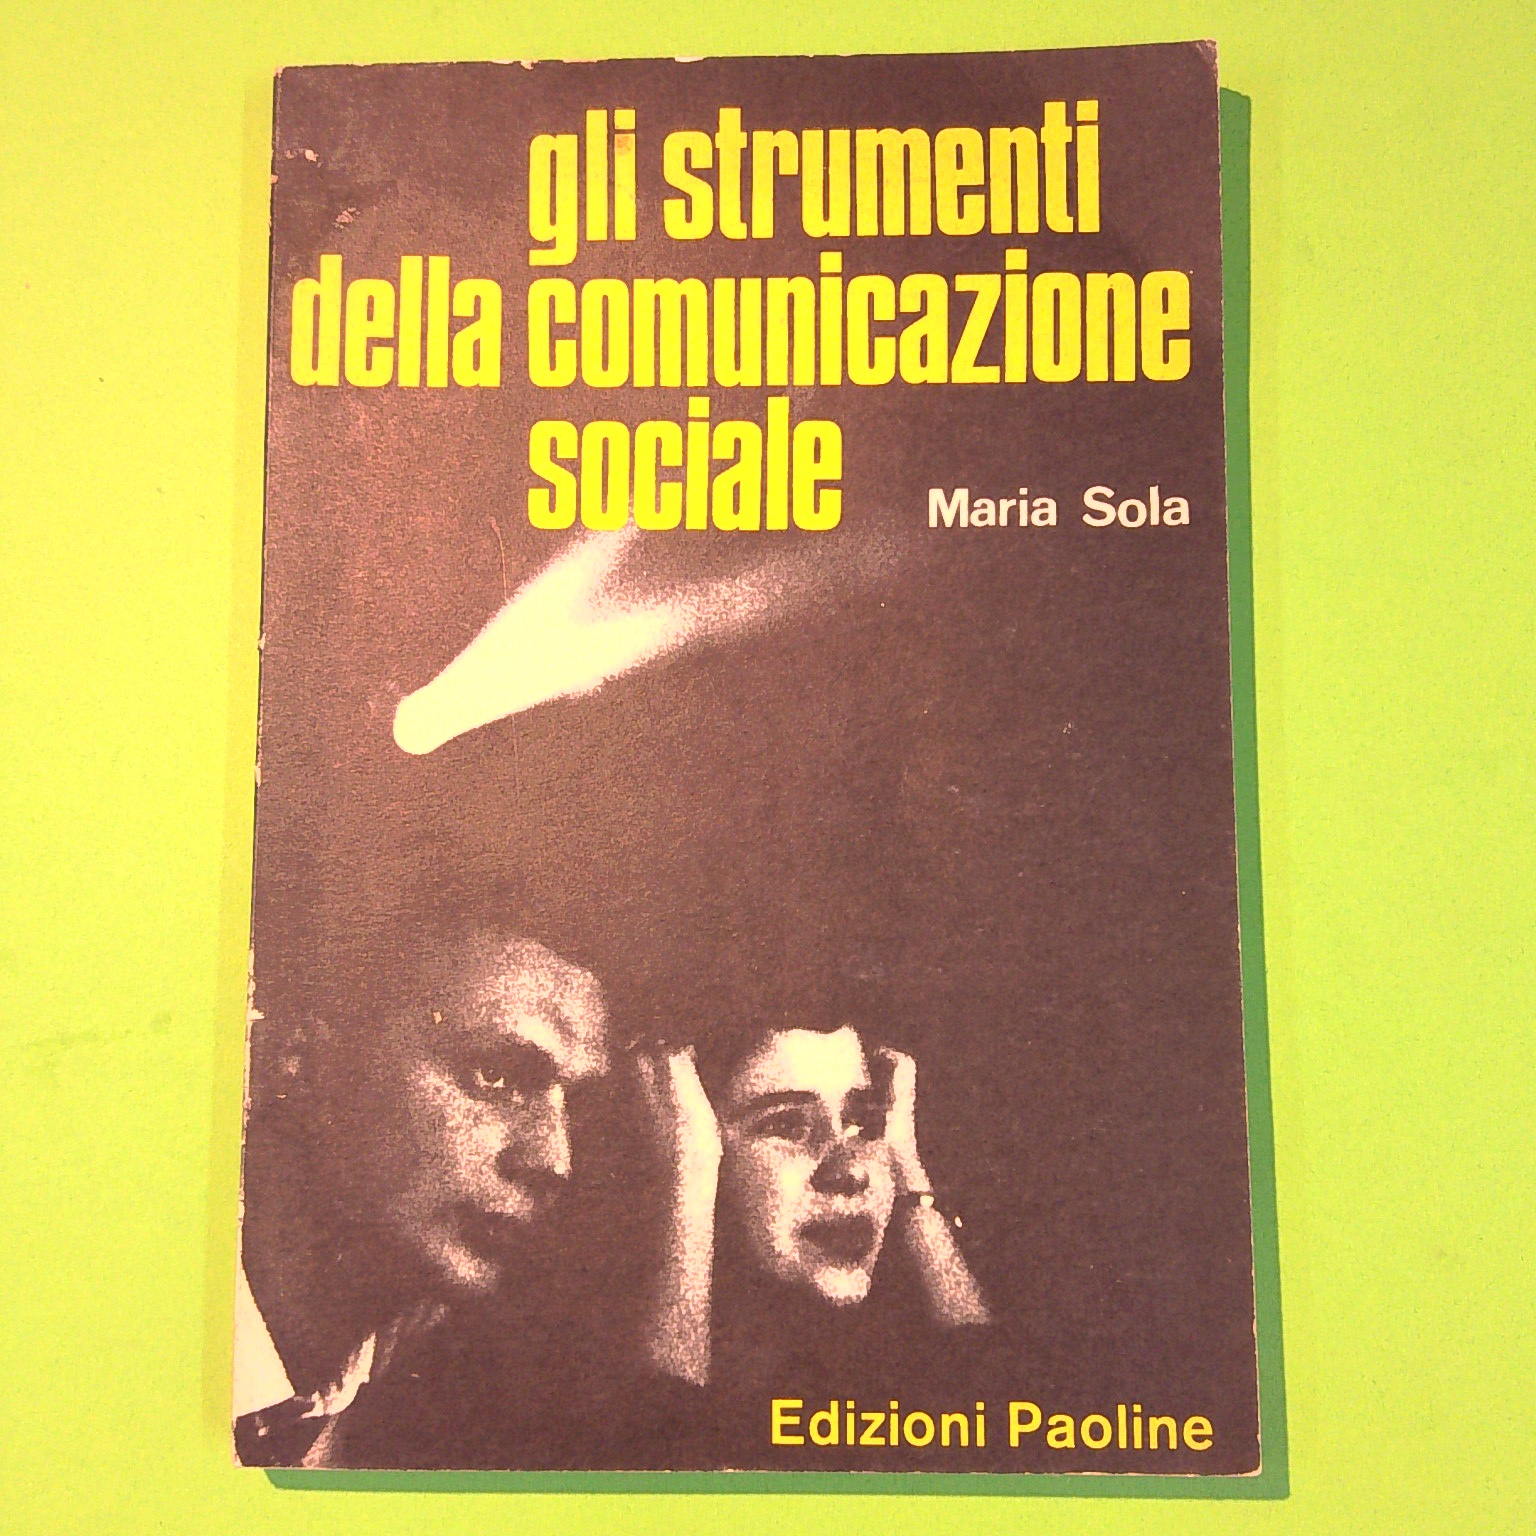 gli strumenti
della comunicazione
sociale
Maria Sola
Edizioni Paoline